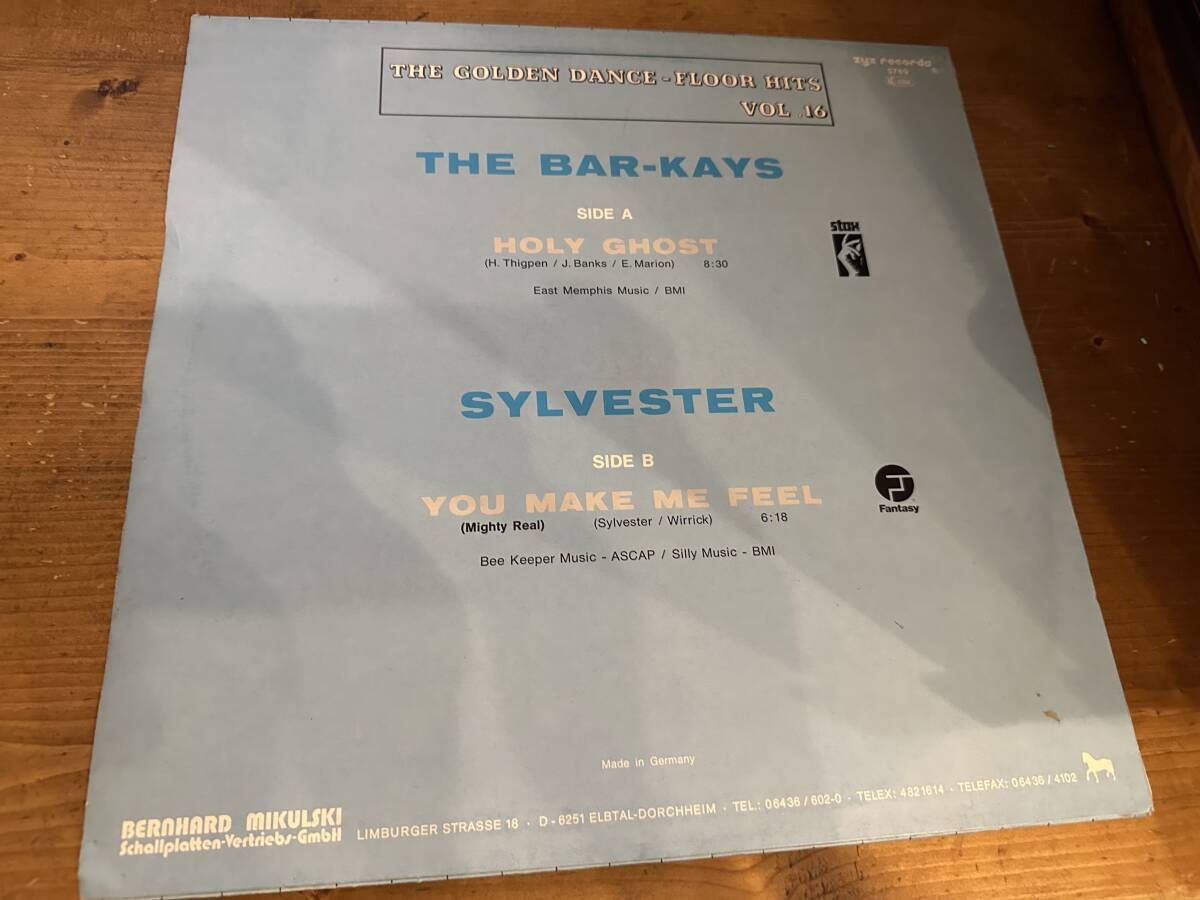 THE GOLDEN DANCE-FLOOR HITS
VOL .16
zyx records
5799
THE BAR-KAYS
SIDE A
HOLY GHOST
(H. Thigpen / J. Banks / E. Marion) 8:30
East Memphis Music / BMI
stax
SYLVESTER
SIDE B
YOU MAKE ME FEEL
(Mighty Real) (Sylvester / Wirrick) 6:18
Bee Keeper Music - ASCAP / Silly Music - BMI
Fantasy
Made in Germany
BERNHARD MIKULSKI
Schallplatten-Vertriebs-GmbH
LIMBURGER STRASSE 18 · D-6251 ELBTAL-DORCHHEIM · TEL.: 06436/602-0 · TELEX: 4821614 · TELEFAX: 06436/4102